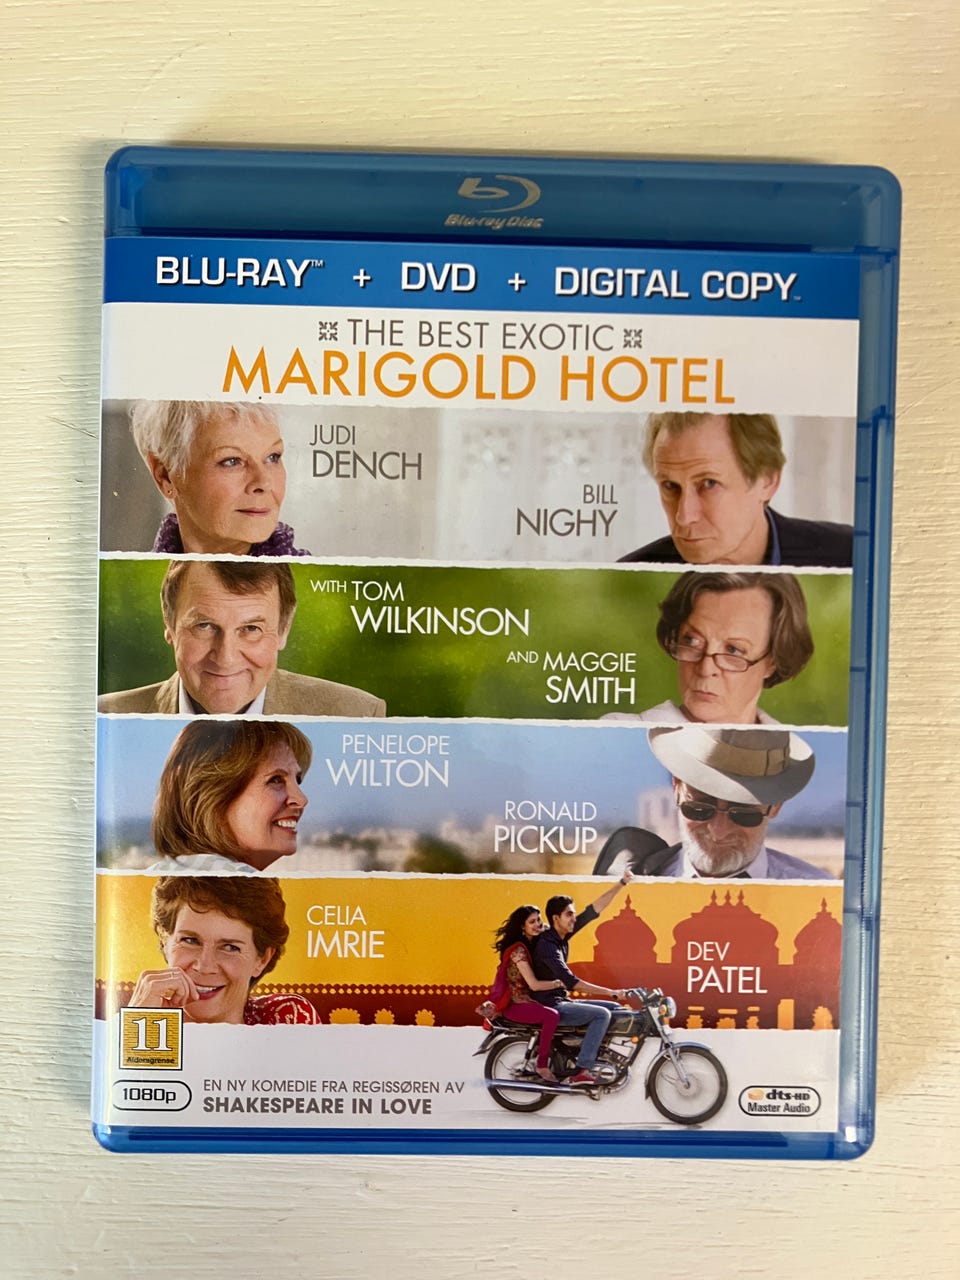 Blu-ray Disc
BLU-RAY™ + DVD + DIGITAL COPY™
THE BEST EXOTIC
MARIGOLD HOTEL
JUDI
DENCH
BILL
NIGHY
WITH TOM
WILKINSON
AND MAGGIE
SMITH
PENELOPE
WILTON
RONALD
PICKUP
CELIA
IMRIE
DEV
PATEL
11
Aldersgrense
1080p
EN NY KOMEDIE FRA REGISSØREN AV
SHAKESPEARE IN LOVE
dts-HD
Master Audio